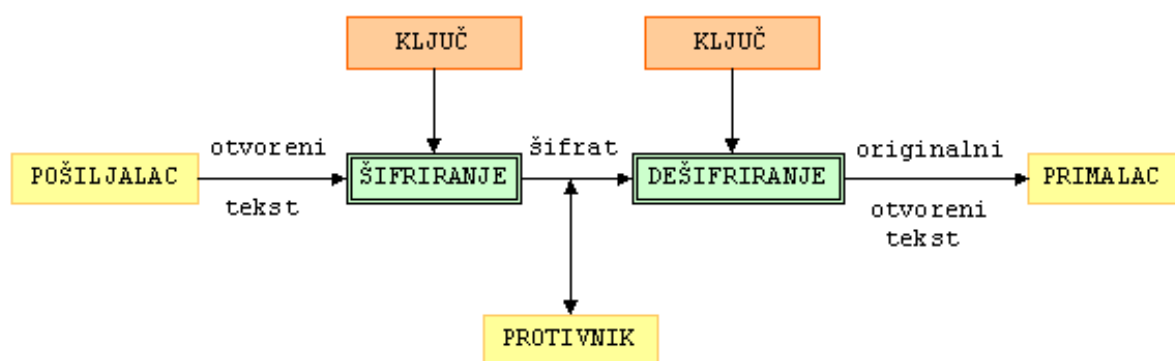 KLJUČ
KLJUČ
otvoreni
šifrat
originalni
POŠILJALAC
ŠIFRIRANJE
DEŠIFRIRANJE
PRIMALAC
tekst
otvoreni
tekst
PROTIVNIK